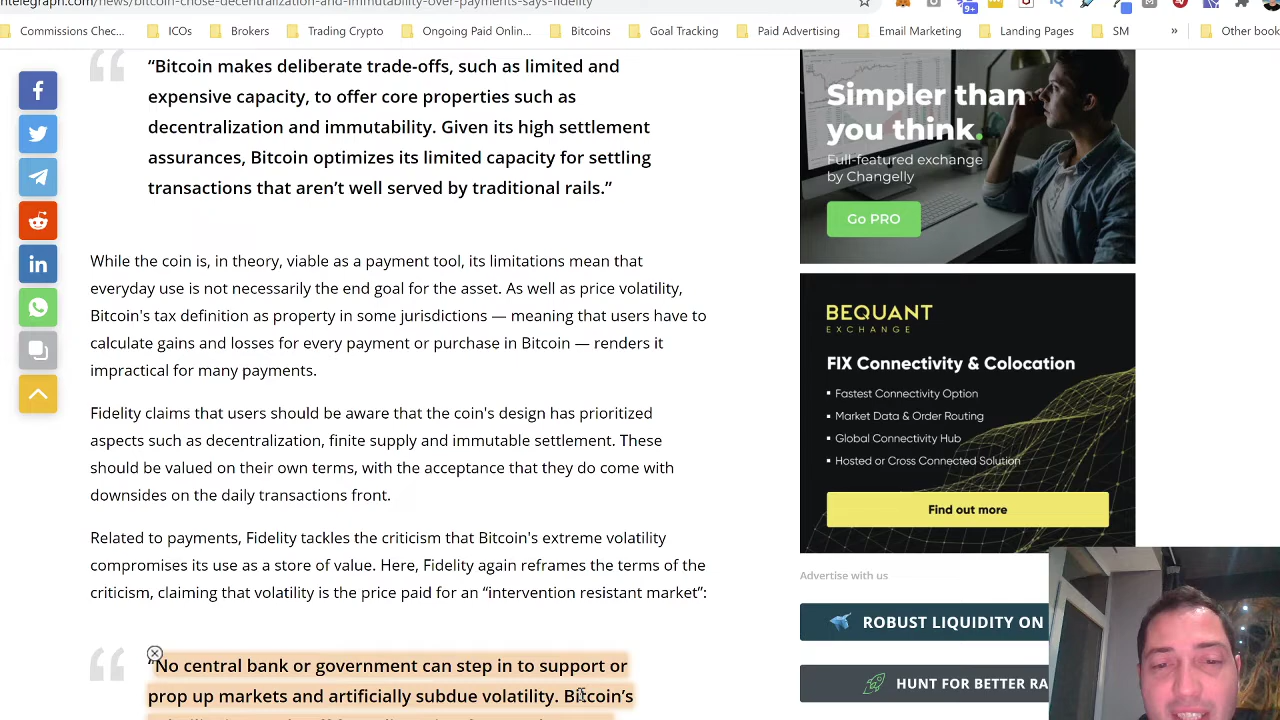 ntelegraph.com/news/bitcoin-chose-decentralization-and-immutability-over-payments-says-fidelity
9+
Commissions Chec...
ICOs
Brokers
Trading Crypto
Ongoing Paid Onlin...
Bitcoins
Goal Tracking
Paid Advertising
Email Marketing
Landing Pages
SM
»
Other book
“Bitcoin makes deliberate trade-offs, such as limited and
expensive capacity, to offer core properties such as
decentralization and immutability. Given its high settlement
assurances, Bitcoin optimizes its limited capacity for settling
transactions that aren’t well served by traditional rails.”
While the coin is, in theory, viable as a payment tool, its limitations mean that
everyday use is not necessarily the end goal for the asset. As well as price volatility,
Bitcoin's tax definition as property in some jurisdictions — meaning that users have to
calculate gains and losses for every payment or purchase in Bitcoin — renders it
impractical for many payments.
Fidelity claims that users should be aware that the coin's design has prioritized
aspects such as decentralization, finite supply and immutable settlement. These
should be valued on their own terms, with the acceptance that they do come with
downsides on the daily transactions front.
Related to payments, Fidelity tackles the criticism that Bitcoin's extreme volatility
compromises its use as a store of value. Here, Fidelity again reframes the terms of the
criticism, claiming that volatility is the price paid for an “intervention resistant market”:
“No central bank or government can step in to support or
prop up markets and artificially subdue volatility. Bitcoin’s
Simpler than
you think.
Full-featured exchange
by Changelly
Go PRO
BEQUANT
EXCHANGE
FIX Connectivity & Colocation
Fastest Connectivity Option
Market Data & Order Routing
Global Connectivity Hub
Hosted or Cross Connected Solution
Find out more
Advertise with us
ROBUST LIQUIDITY ON
HUNT FOR BETTER RA